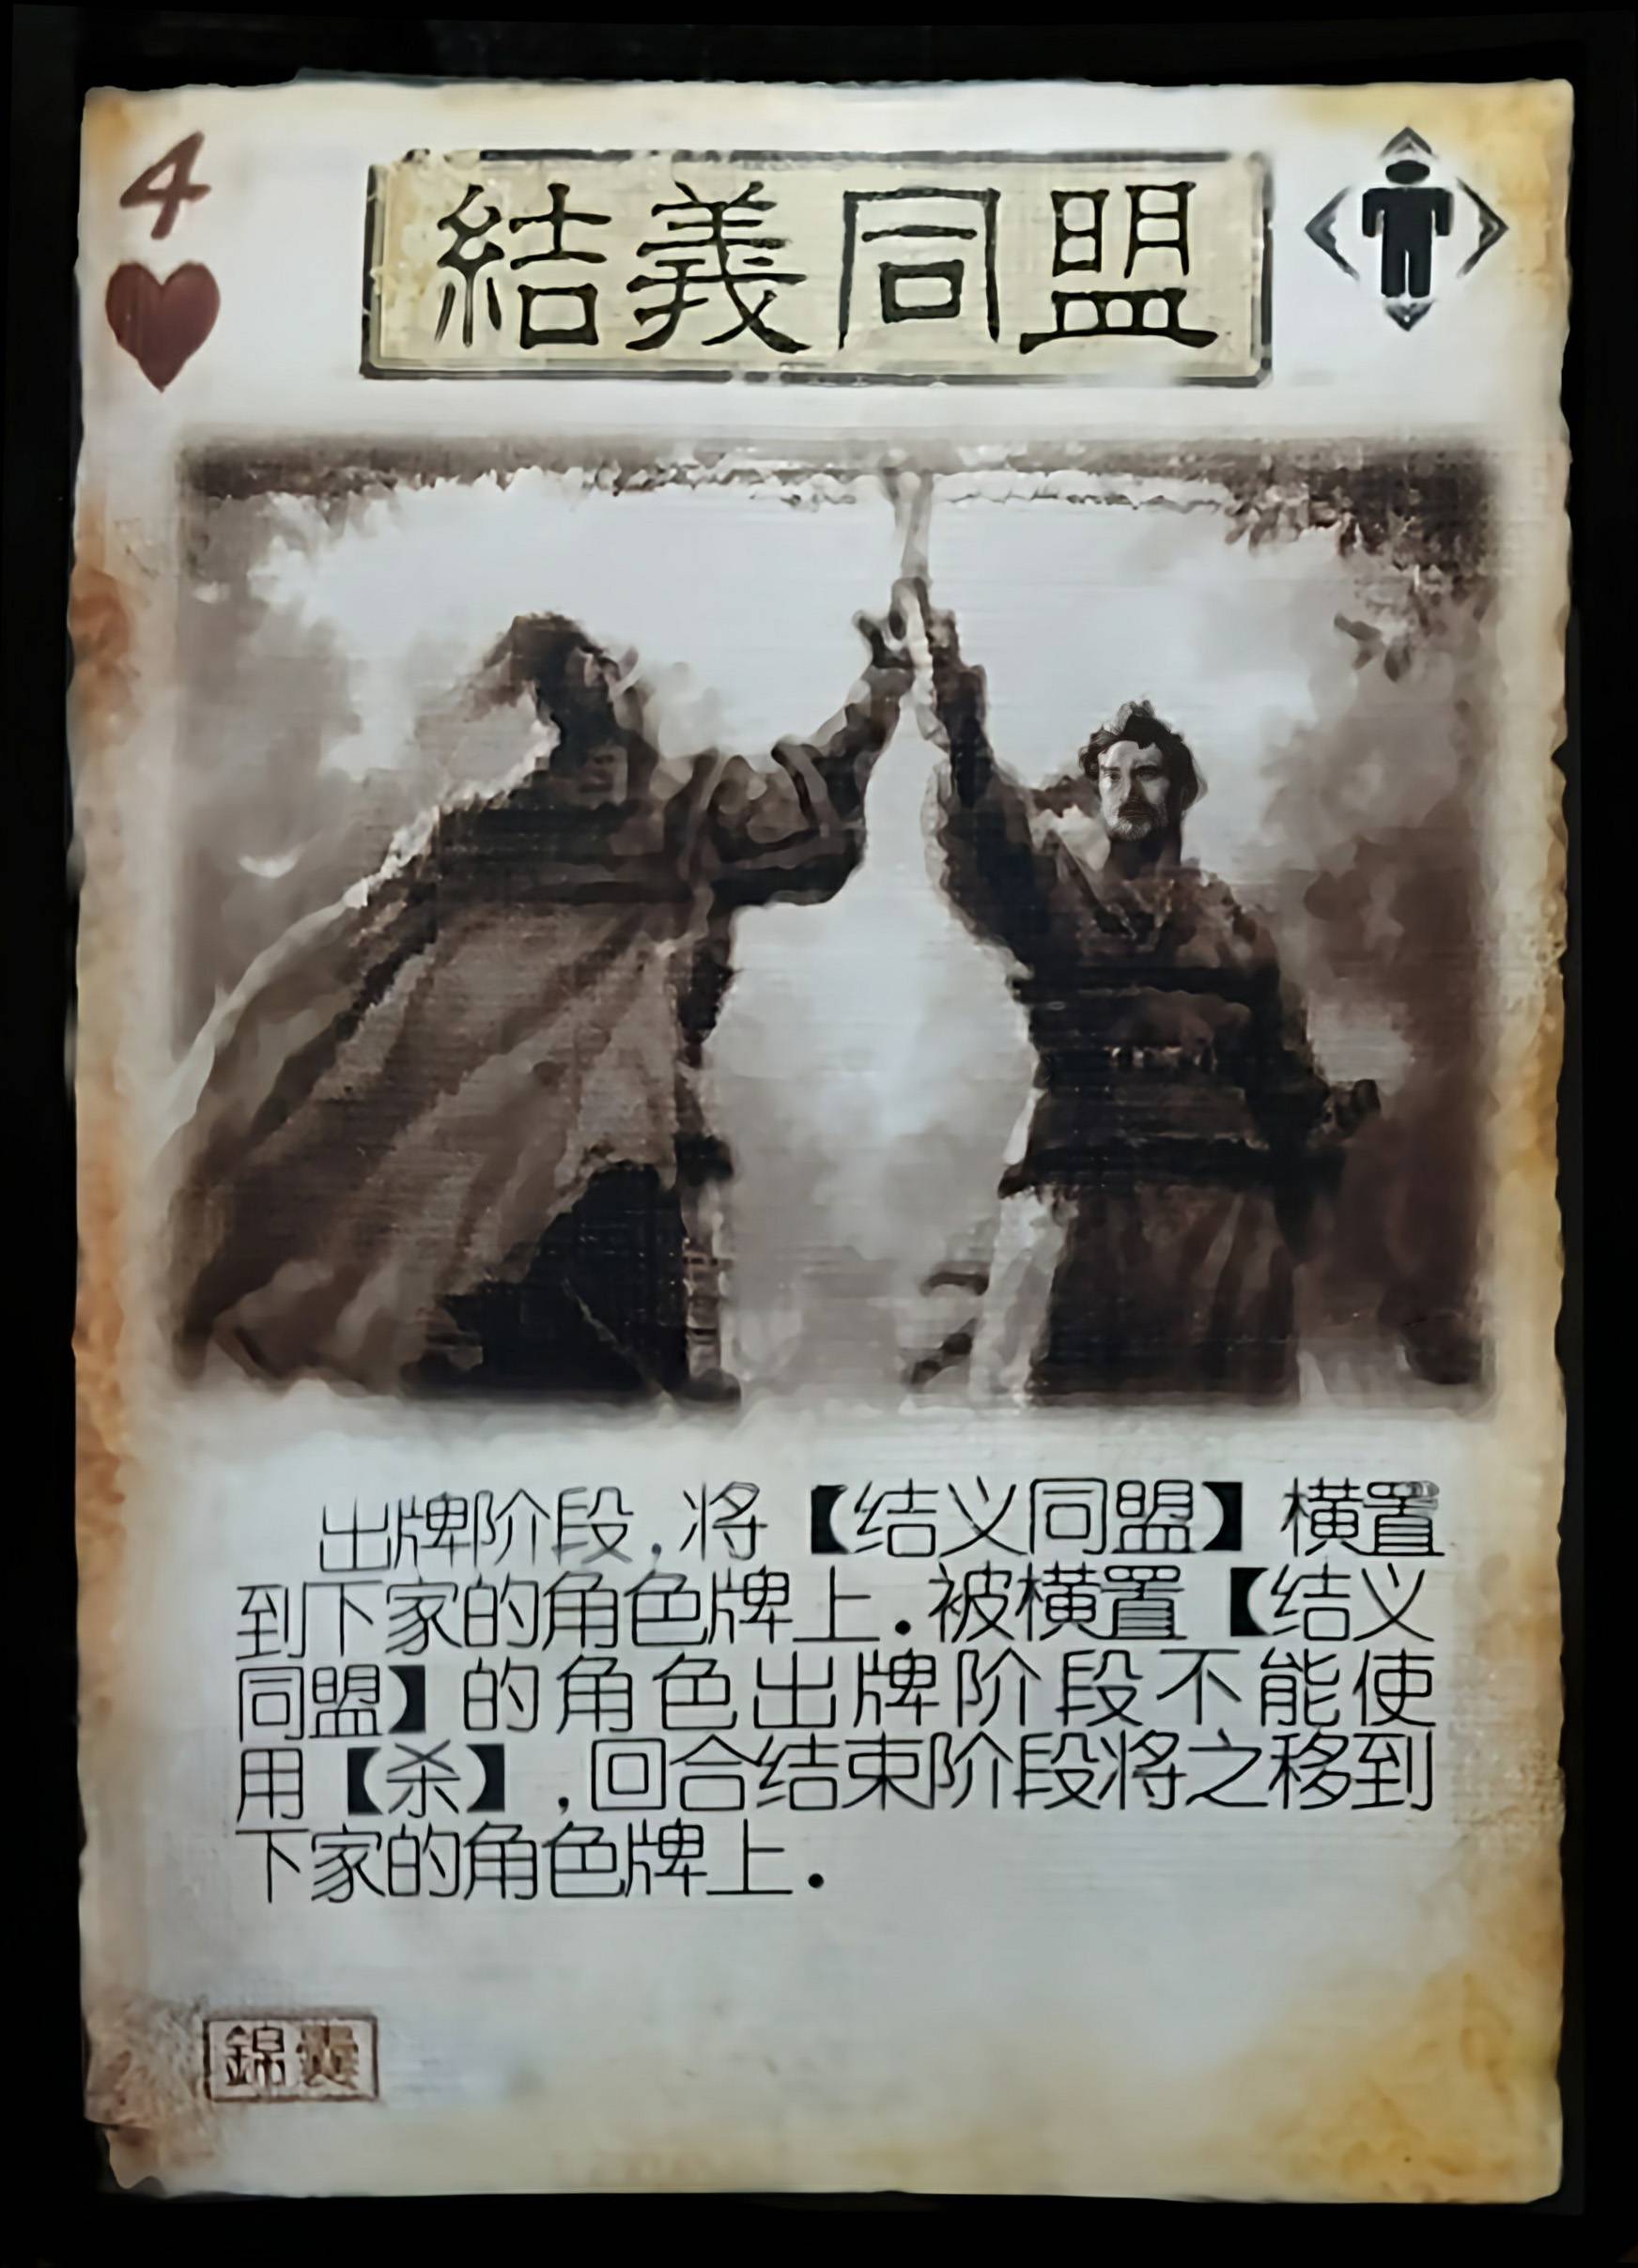 4
結義同盟
出牌阶段,将【结义同盟】横置
到下家的角色牌上.被横置【结义
同盟】的角色出牌阶段不能使
用【杀】,回合结束阶段将之移到
下家的角色牌上.
錦囊